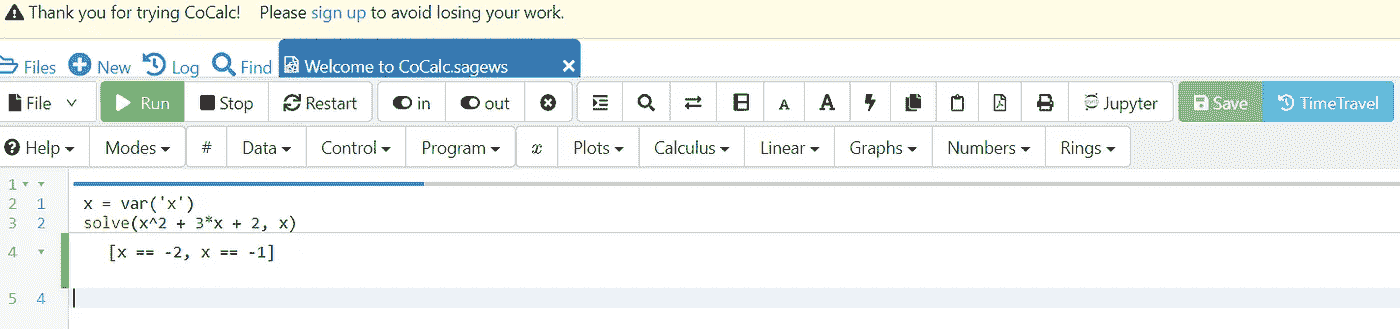 Thank you for trying CoCalc! Please sign up to avoid losing your work.
Files New Log Find Welcome to CoCalc.sagews ×
File Run Stop Restart in out A A Jupyter Save TimeTravel
Help Modes # Data Control Program x Plots Calculus Linear Graphs Numbers Rings
1
2 1 x = var('x')
3 2 solve(x^2 + 3*x + 2, x)
4 [x == -2, x == -1]
5 4